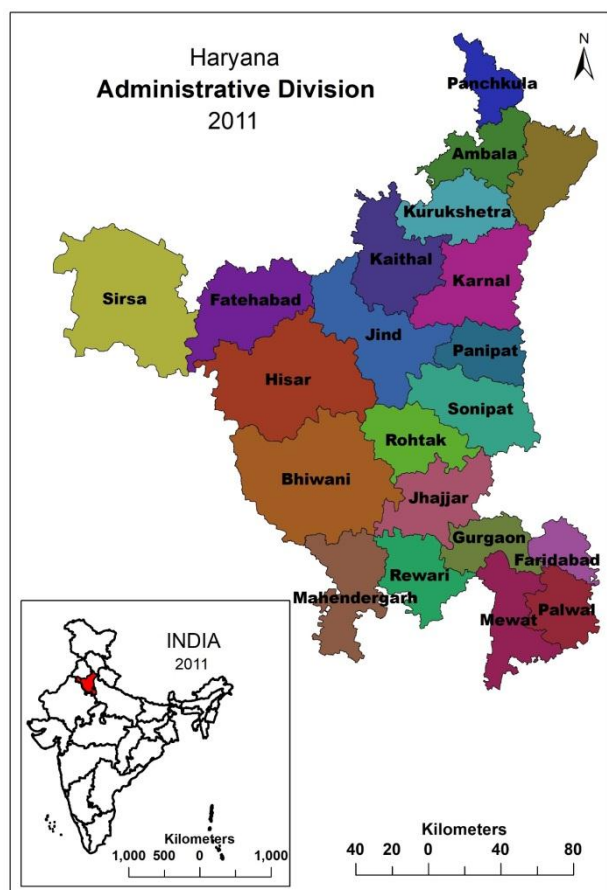 Haryana
Administrative Division
2011
N
Panchkula
Ambala
Kurukshetra
Kaithal
Karnal
Sirsa
Fatehabad
Jind
Panipat
Hisar
Sonipat
Rohtak
Bhiwani
Jhajjar
Gurgaon
Faridabad
Rewari
Mahendergarh
Mewat
Palwal
INDIA
2011
Kilometers
1,000 500 0 1,000
Kilometers
40 20 0 40 80